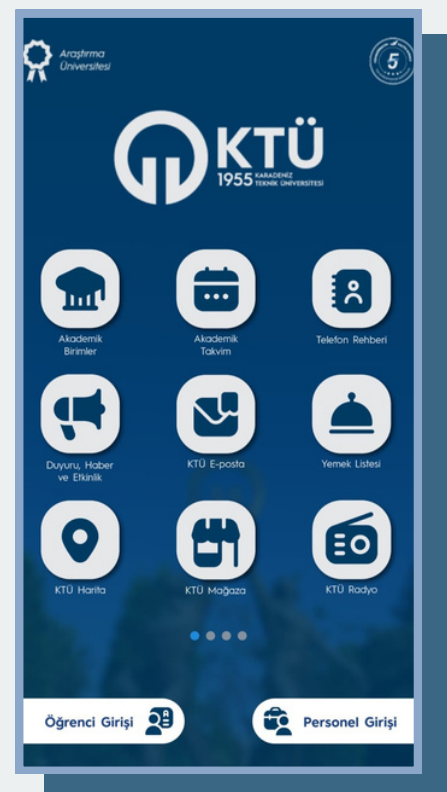 Araştırma
Üniversitesi
5
KTÜ
1955 KARADENİZ
TEKNİK ÜNİVERSİTESİ
Akademik
Birimler
Akademik
Takvim
Telefon Rehberi
Duyuru, Haber
ve Etkinlik
KTÜ E-posta
Yemek Listesi
KTÜ Harita
KTÜ Mağaza
KTÜ Radyo
Öğrenci Girişi
Personel Girişi